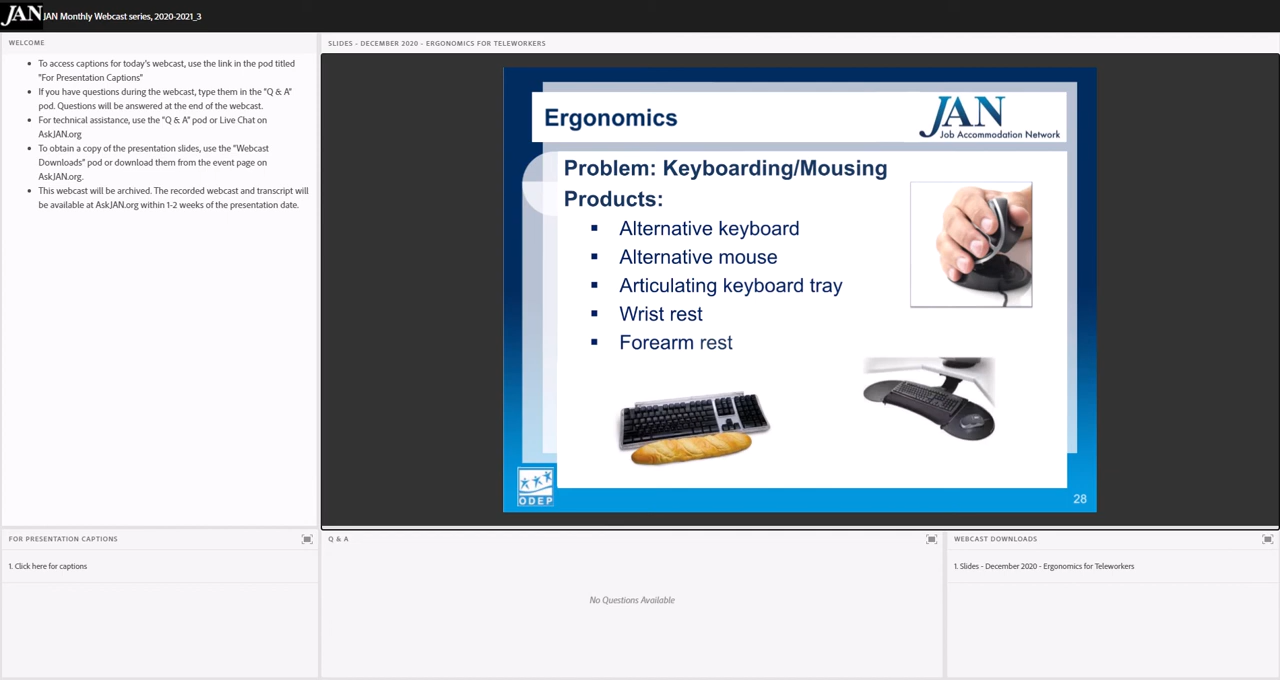 JAN JAN Monthly Webcast series, 2020-2021_3
WELCOME
To access captions for today's webcast, use the link in the pod titled
"For Presentation Captions"
If you have questions during the webcast, type them in the "Q & A"
pod. Questions will be answered at the end of the webcast.
For technical assistance, use the "Q & A" pod or Live Chat on
AskJAN.org
To obtain a copy of the presentation slides, use the "Webcast
Downloads" pod or download them from the event page on
AskJAN.org.
This webcast will be archived. The recorded webcast and transcript will
be available at AskJAN.org within 1-2 weeks of the presentation date.
SLIDES - DECEMBER 2020 - ERGONOMICS FOR TELEWORKERS
Ergonomics
JAN
Job Accommodation Network
Problem: Keyboarding/Mousing
Products:
Alternative keyboard
Alternative mouse
Articulating keyboard tray
Wrist rest
Forearm rest
ODEP
28
FOR PRESENTATION CAPTIONS
1. Click here for captions
Q & A
No Questions Available
WEBCAST DOWNLOADS
1. Slides - December 2020 - Ergonomics for Teleworkers